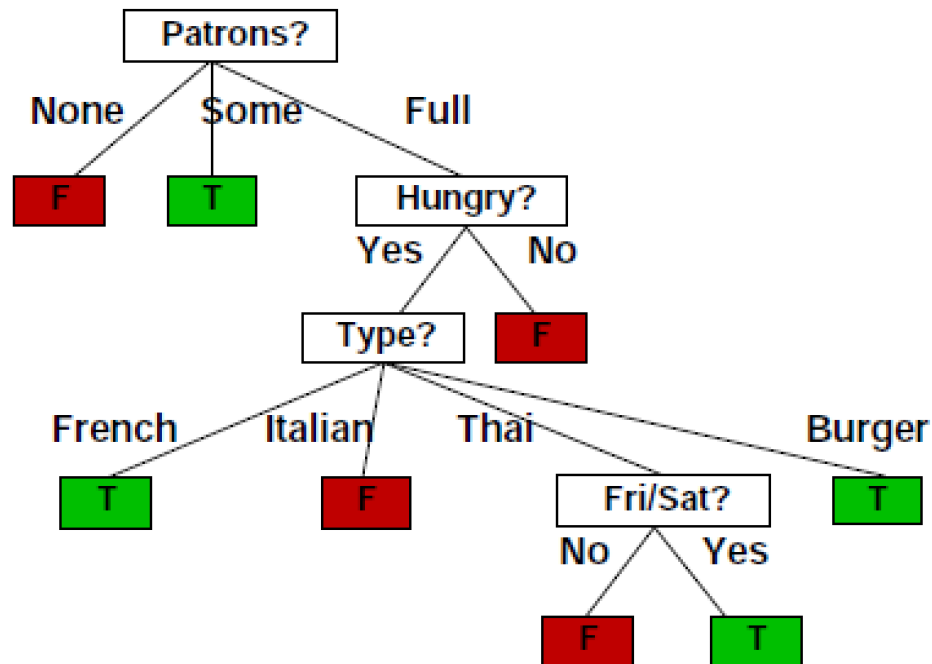 Patrons?
None Some Full
F T Hungry?
Yes No
Type? F
French Italian Thai Burger
T F Fri/Sat? T
No Yes
F T